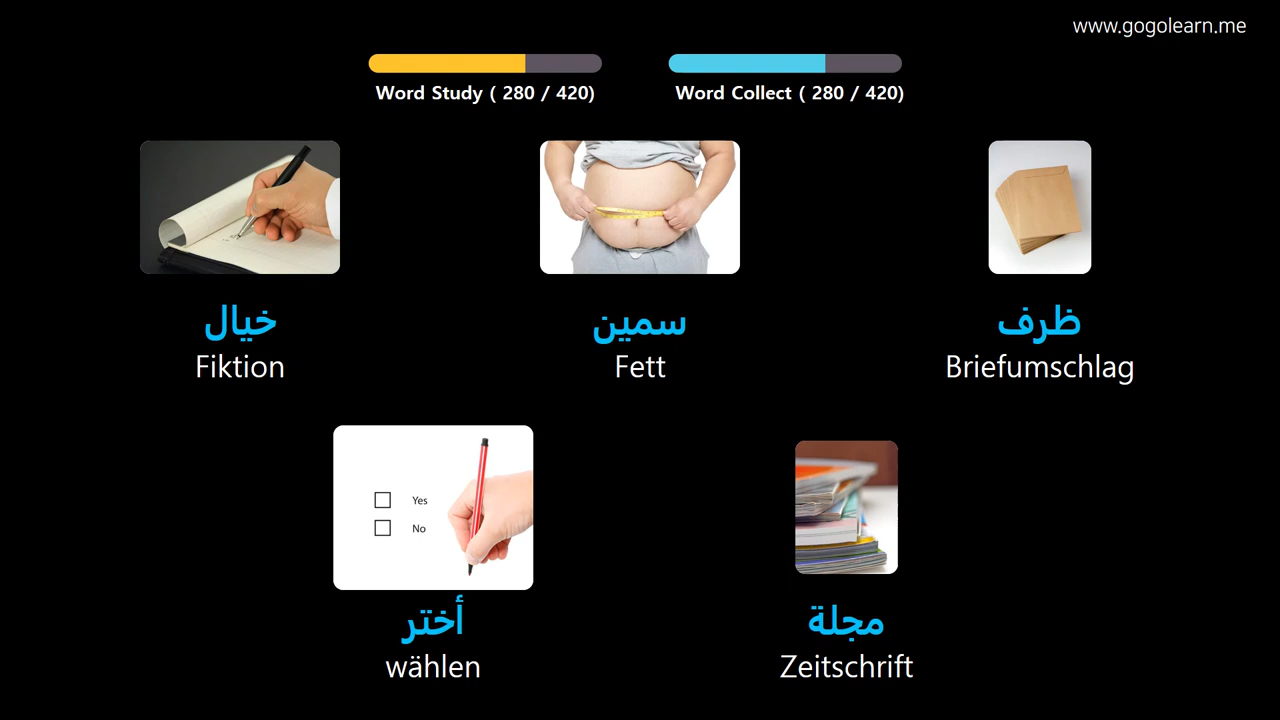 www.gogolearn.me
Word Study ( 280 / 420)
Word Collect ( 280 / 420)
خيال
Fiktion
سمين
Fett
ظرف
Briefumschlag
Yes
No
أختر
wählen
مجلة
Zeitschrift